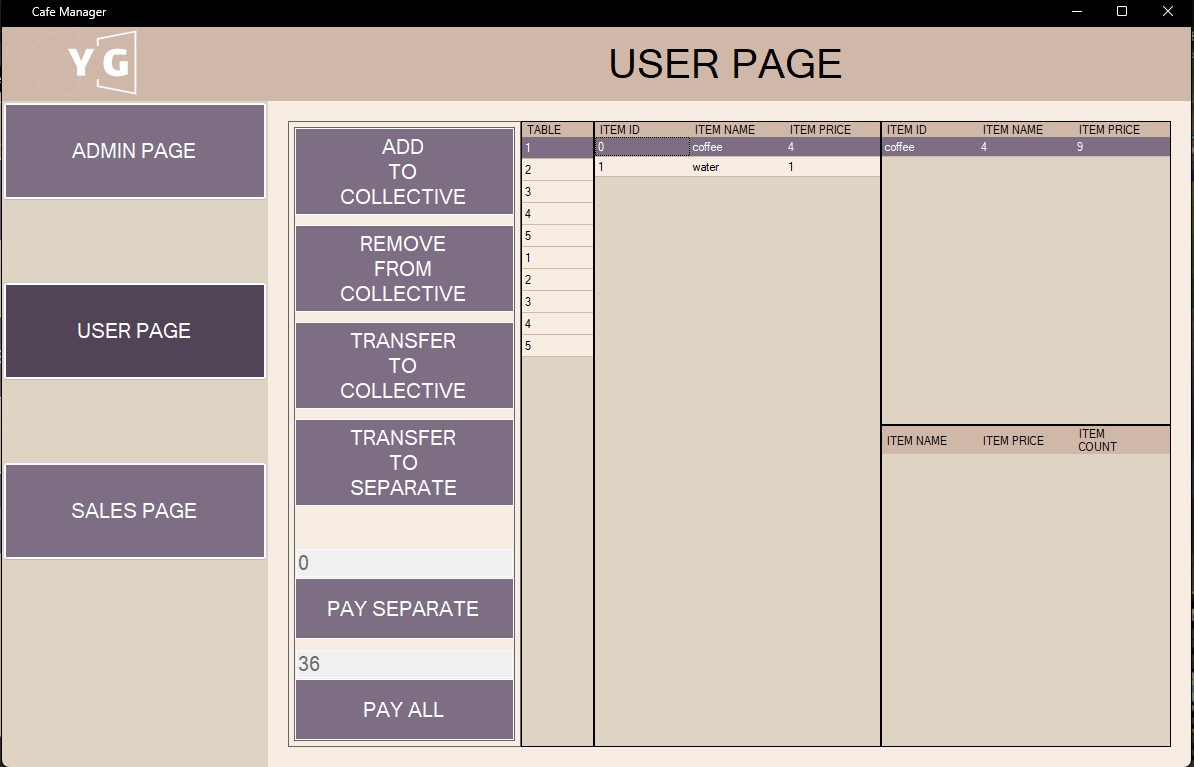 Cafe Manager
YG
USER PAGE
ADMIN PAGE
USER PAGE
SALES PAGE
ADD
TO
COLLECTIVE
REMOVE
FROM
COLLECTIVE
TRANSFER
TO
COLLECTIVE
TRANSFER
TO
SEPARATE
0
PAY SEPARATE
36
PAY ALL
TABLE
1
2
3
4
5
1
2
3
4
5
ITEM ID ITEM NAME ITEM PRICE
0 coffee 4
1 water 1
ITEM ID ITEM NAME ITEM PRICE
coffee 4 9
ITEM NAME ITEM PRICE ITEM
COUNT